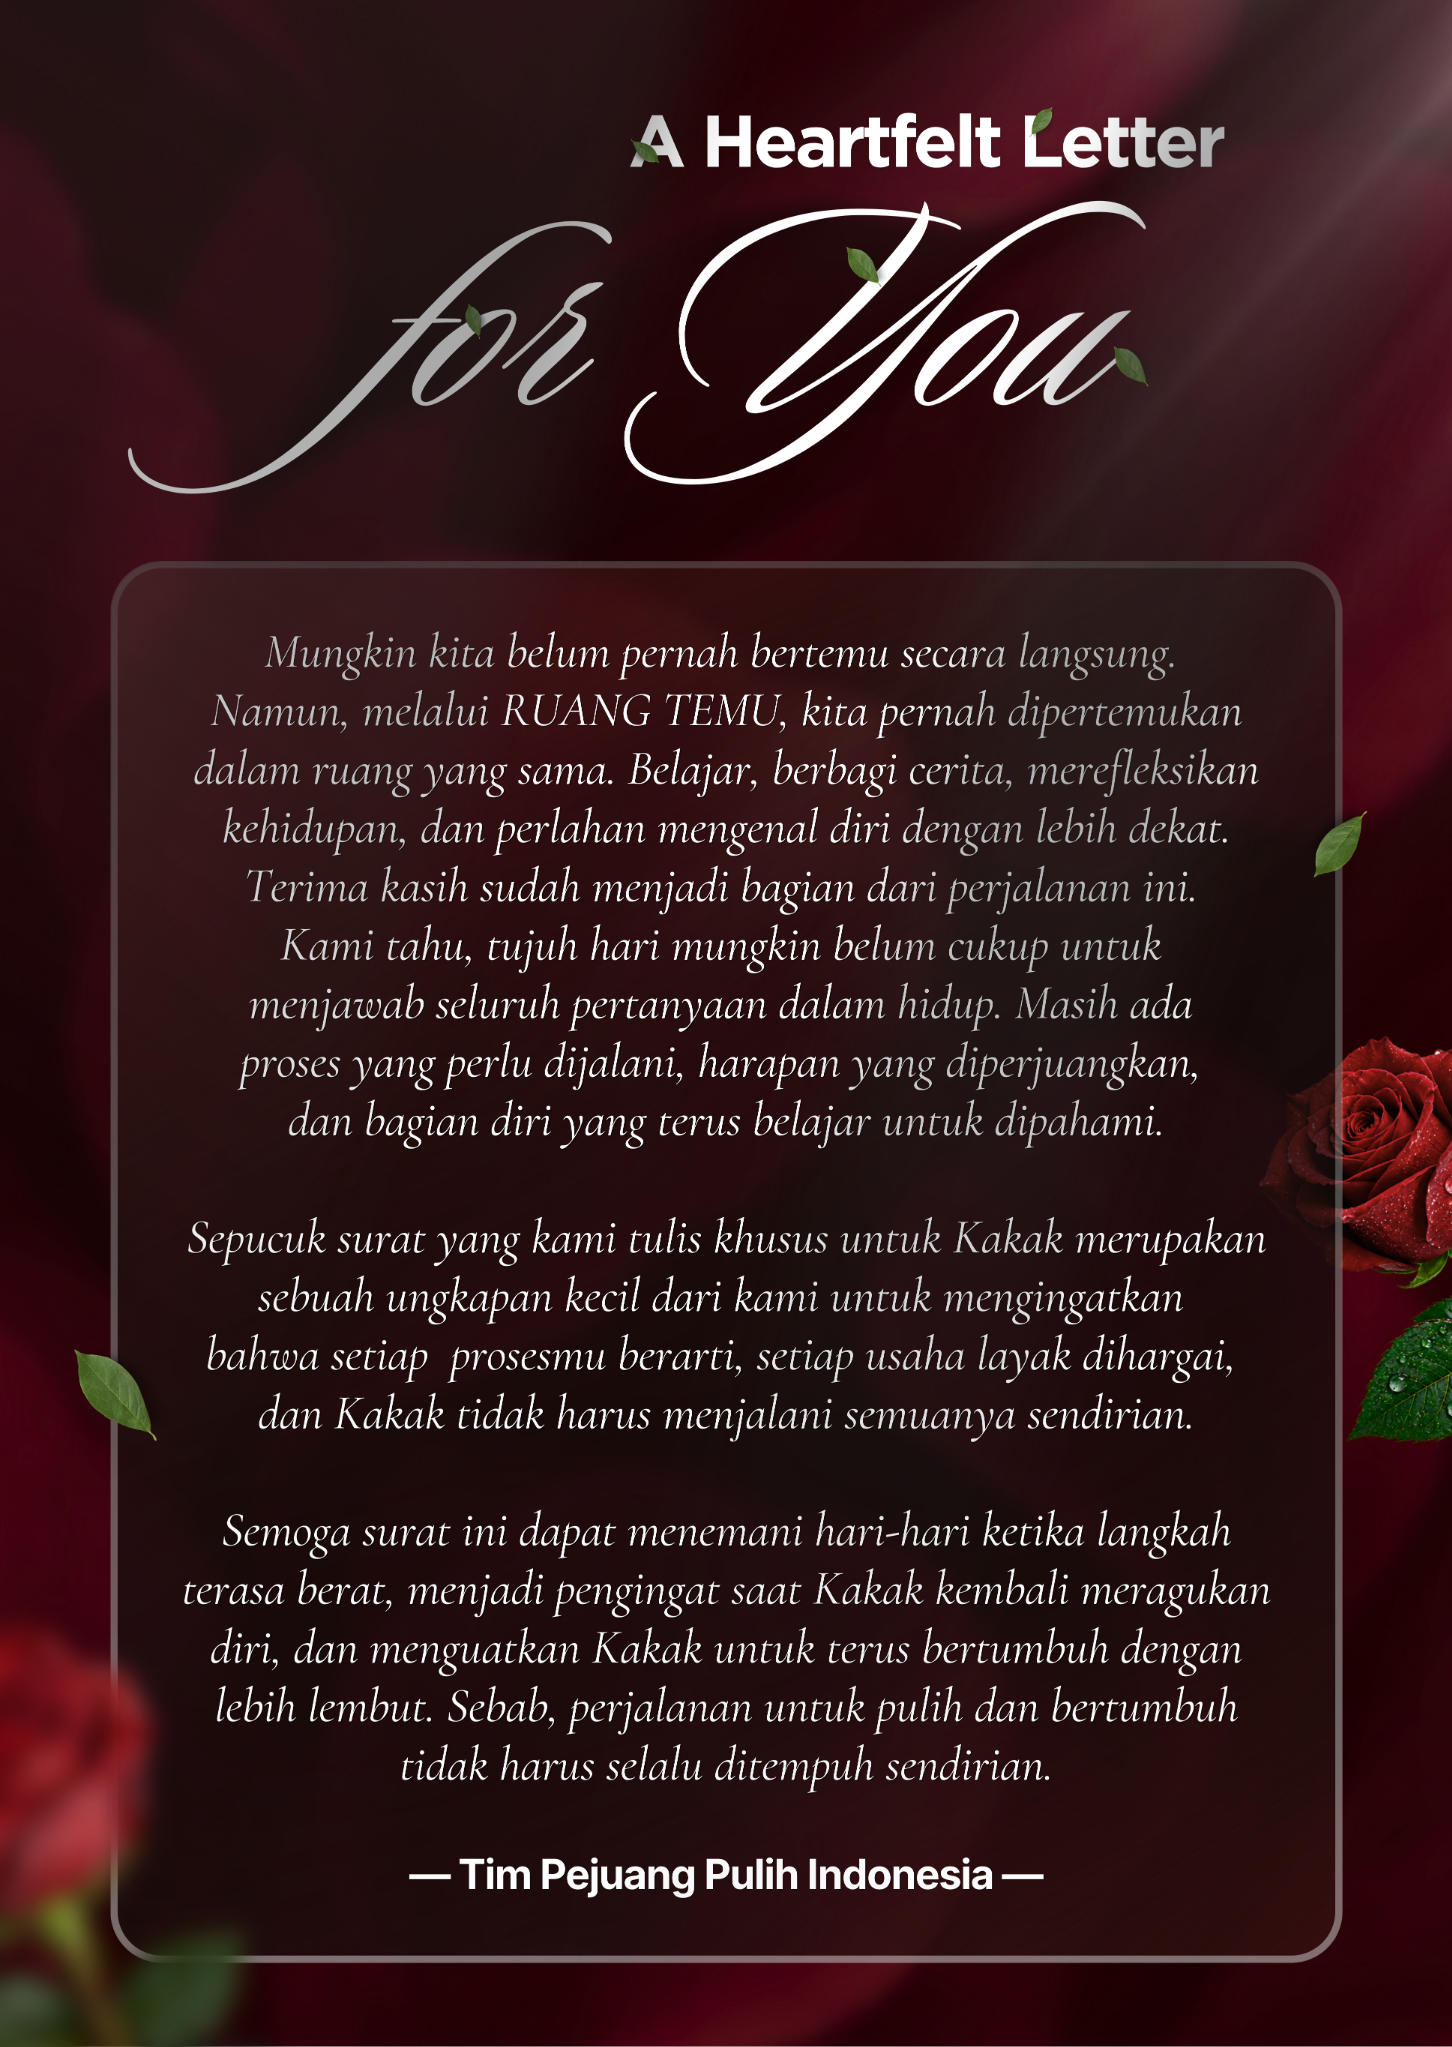 A Heartfelt Letter
for You
Mungkin kita belum pernah bertemu secara langsung.
Namun, melalui RUANG TEMU, kita pernah dipertemukan
dalam ruang yang sama. Belajar, berbagi cerita, merefleksikan
kehidupan, dan perlahan mengenal diri dengan lebih dekat.
Terima kasih sudah menjadi bagian dari perjalanan ini.
Kami tahu, tujuh hari mungkin belum cukup untuk
menjawab seluruh pertanyaan dalam hidup. Masih ada
proses yang perlu dijalani, harapan yang diperjuangkan,
dan bagian diri yang terus belajar untuk dipahami.
Sepucuk surat yang kami tulis khusus untuk Kakak merupakan
sebuah ungkapan kecil dari kami untuk mengingatkan
bahwa setiap  prosesmu berarti, setiap usaha layak dihargai,
dan Kakak tidak harus menjalani semuanya sendirian.
Semoga surat ini dapat menemani hari-hari ketika langkah
terasa berat, menjadi pengingat saat Kakak kembali meragukan
diri, dan menguatkan Kakak untuk terus bertumbuh dengan
lebih lembut. Sebab, perjalanan untuk pulih dan bertumbuh
tidak harus selalu ditempuh sendirian.
— Tim Pejuang Pulih Indonesia —